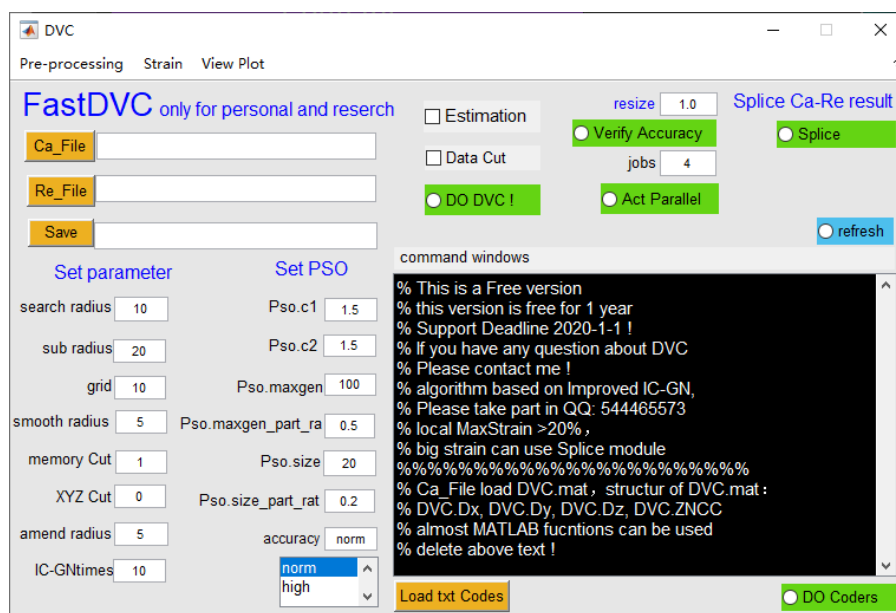 DVC
Pre-processing Strain View Plot
FastDVC only for personal and reserch
Ca_File
Re_File
Save
Estimation
Data Cut
DO DVC !
resize 1.0
Verify Accuracy
jobs 4
Act Parallel
Splice Ca-Re result
Splice
refresh
Set parameter
search radius 10
sub radius 20
grid 10
smooth radius 5
memory Cut 1
XYZ Cut 0
amend radius 5
IC-GNtimes 10
Set PSO
Pso.c1 1.5
Pso.c2 1.5
Pso.maxgen 100
Pso.maxgen_part_ra 0.5
Pso.size 20
Pso.size_part_rat 0.2
accuracy norm
norm
high
command windows
% This is a Free version
% this version is free for 1 year
% Support Deadline 2020-1-1 !
% If you have any question about DVC
% Please contact me !
% algorithm based on Improved IC-GN,
% Please take part in QQ: 544465573
% local MaxStrain >20%，
% big strain can use Splice module
%%%%%%%%%%%%%%%%%%%%%%%
% Ca_File load DVC.mat，structur of DVC.mat：
% DVC.Dx, DVC.Dy, DVC.Dz, DVC.ZNCC
% almost MATLAB fucntions can be used
% delete above text !
Load txt Codes
DO Coders